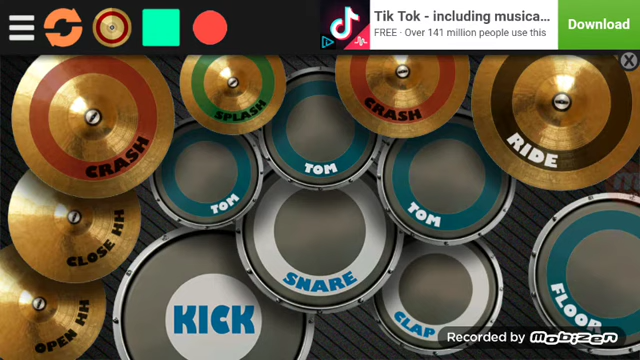 Tik Tok - including musica...
FREE · Over 141 million people use this
Download
CRASH
SPLASH
CRASH
RIDE
TOM
TOM
TOM
CLOSE HH
SNARE
OPEN HH
KICK
CLAP
FLOOR
Recorded by Mobizen